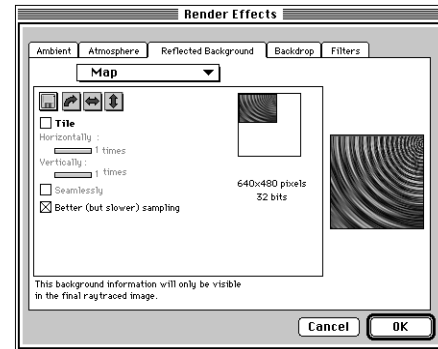 Render Effects
Ambient Atmosphere Reflected Background Backdrop Filters
Map
Tile
Horizontally :
1 times
Vertically :
1 times
Seamlessly
Better (but slower) sampling
640x480 pixels
32 bits
This background information will only be visible
in the final raytraced image.
Cancel OK